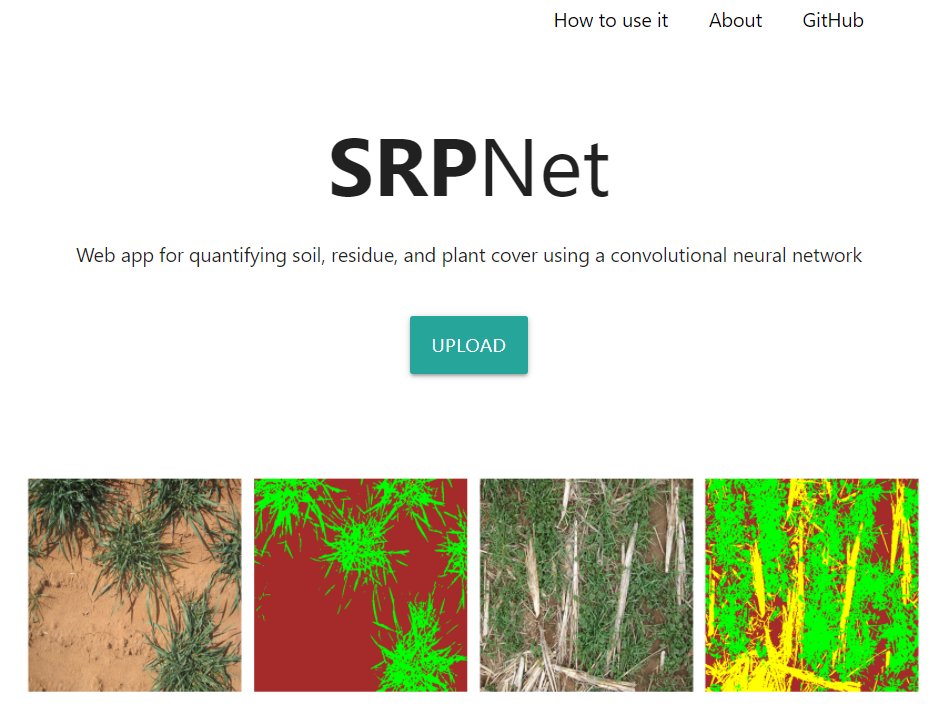 How to use it About GitHub
SRPNet
Web app for quantifying soil, residue, and plant cover using a convolutional neural network
UPLOAD